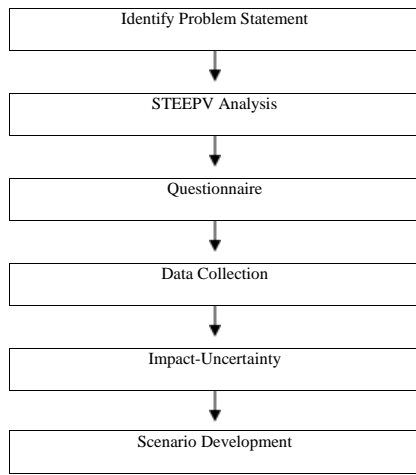 Identify Problem Statement
STEEPV Analysis
Questionnaire
Data Collection
Impact-Uncertainty
Scenario Development